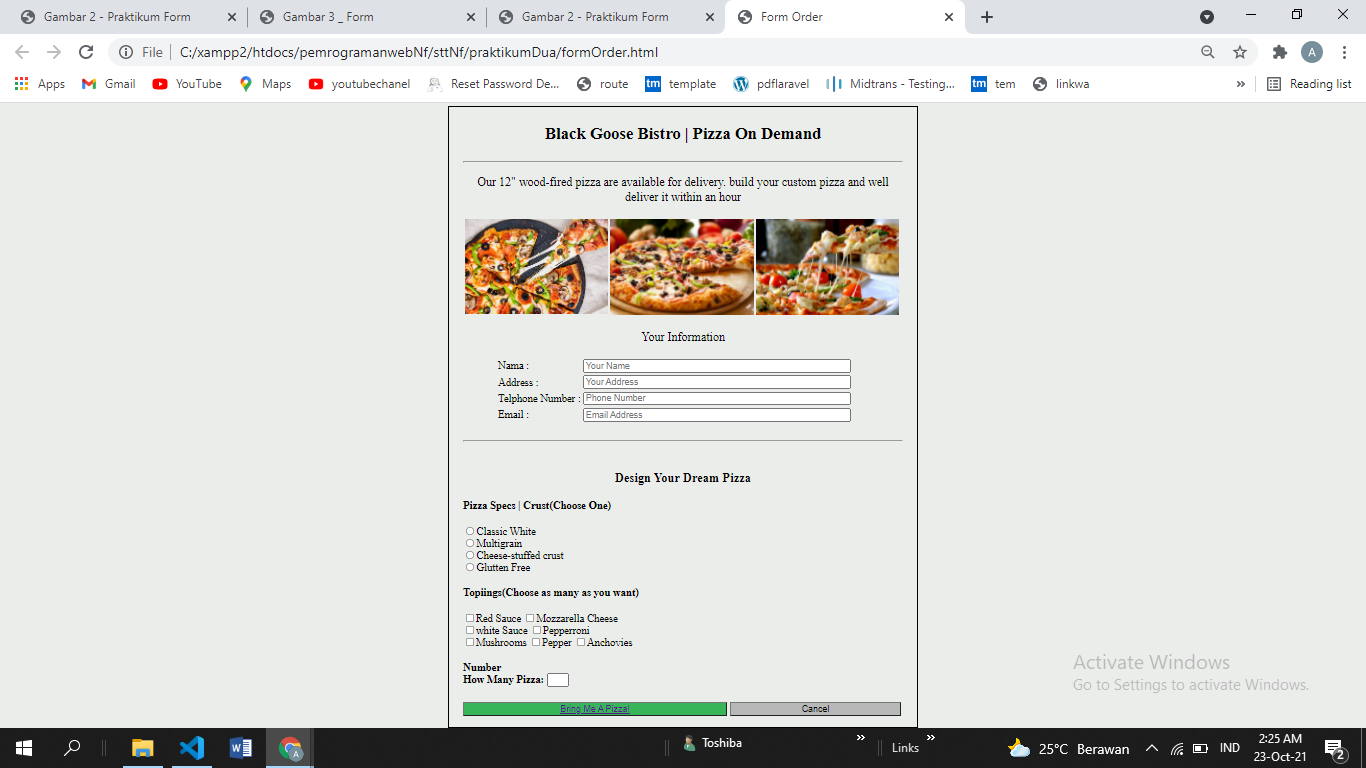 Gambar 2 - Praktikum Form
Gambar 3 _ Form
Gambar 2 - Praktikum Form
Form Order
File
C:/xampp2/htdocs/pemrogramanwebNf/sttNf/praktikumDua/formOrder.html
A
Apps
Gmail
YouTube
Maps
youtubechanel
Reset Password De...
route
tm
template
pdflaravel
Midtrans - Testing...
tm
tem
linkwa
»
Reading list
Black Goose Bistro | Pizza On Demand
Our 12" wood-fired pizza are available for delivery. build your custom pizza and well
deliver it within an hour
Your Information
Nama : Your Name
Address : Your Address
Telphone Number : Phone Number
Email : Email Address
Design Your Dream Pizza
Pizza Specs | Crust(Choose One)
Classic White
Multigrain
Cheese-stuffed crust
Glutten Free
Topiings(Choose as many as you want)
Red Sauce Mozzarella Cheese
white Sauce Pepperroni
Mushrooms Pepper Anchovies
Number
How Many Pizza:
Bring Me A Pizza! Cancel
Activate Windows
Go to Settings to activate Windows.
Toshiba
»
Links
»
25°C Berawan
IND
2:25 AM
23-Oct-21
2